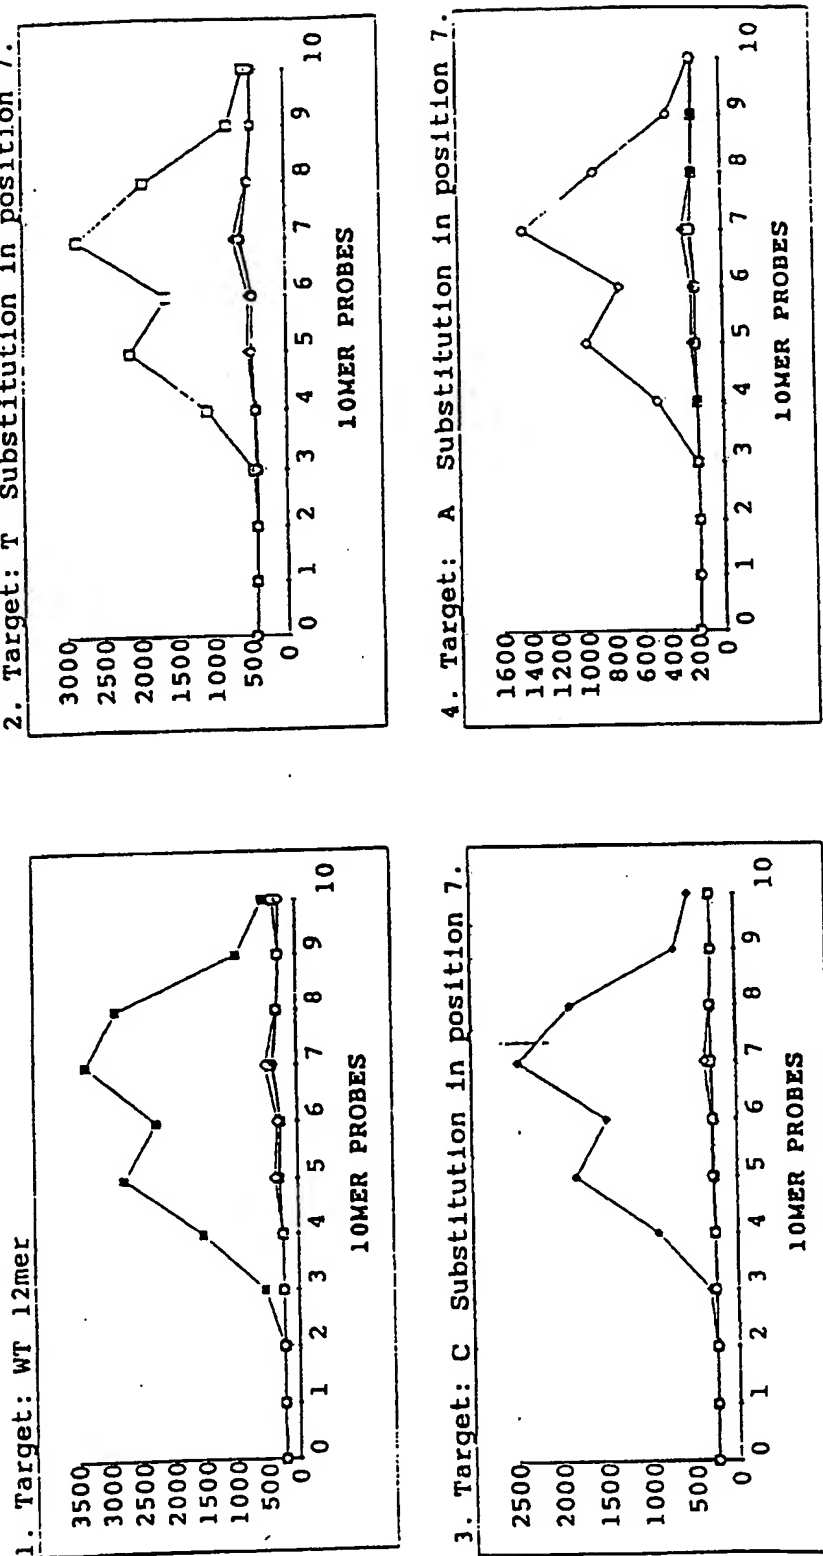 1. Target: WT 12mer
3500
3000
2500
2000
1500
1000
500
0
0 1 2 3 4 5 6 7 8 9 10
10MER PROBES
2. Target: T Substitution in position 7.
3000
2500
2000
1500
1000
500
0
0 1 2 3 4 5 6 7 8 9 10
10MER PROBES
3. Target: C Substitution in position 7.
2500
2000
1500
1000
500
0
0 1 2 3 4 5 6 7 8 9 10
10MER PROBES
4. Target: A Substitution in position 7.
1600
1400
1200
1000
800
600
400
200
0
0 1 2 3 4 5 6 7 8 9 10
10MER PROBES